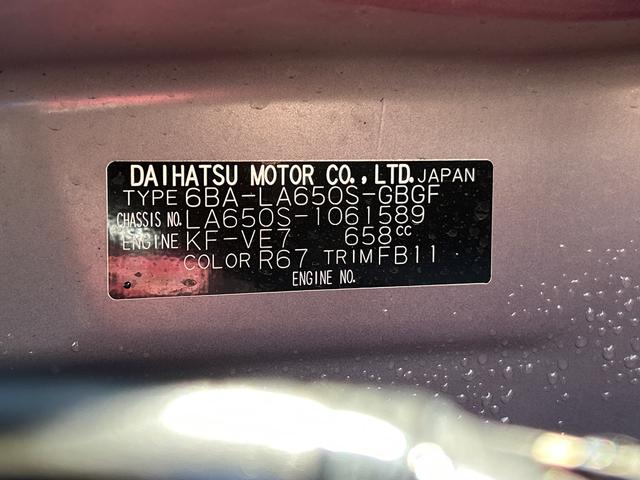 DAIHATSU MOTOR CO.,LTD. JAPAN
TYPE 6BA-LA650S-GBGF
CHASSIS NO. LA650S-1061589
ENGINE KF-VE7 658cc
COLOR R67 TRIM FB11
ENGINE NO.